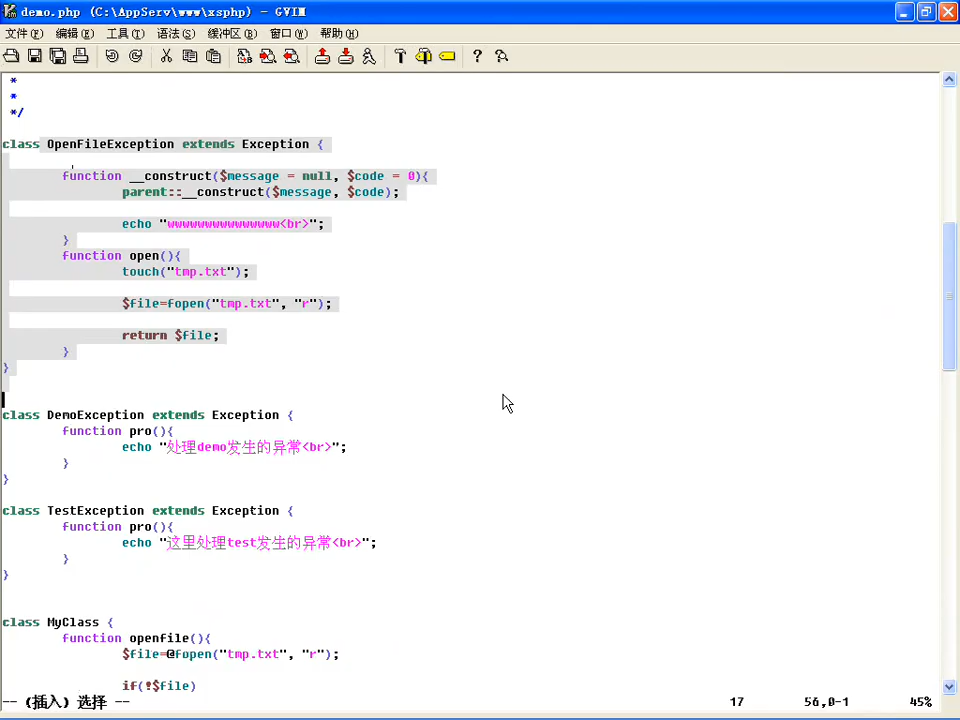 demo.php (C:\AppServ\www\xsphp) - GVIM
文件(F) 编辑(E) 工具(T) 语法(S) 缓冲区(B) 窗口(W) 帮助(H)
*
*
*/
class OpenFileException extends Exception {
function __construct($message = null, $code = 0){
parent::__construct($message, $code);
echo "wwwwwwwwwwwwwww<br>";
}
function open(){
touch("tmp.txt");
$file=fopen("tmp.txt", "r");
return $file;
}
}
class DemoException extends Exception {
function pro(){
echo "处理demo发生的异常<br>";
}
}
class TestException extends Exception {
function pro(){
echo "这里处理test发生的异常<br>";
}
}
class MyClass {
function openfile(){
$file=@fopen("tmp.txt", "r");
if(!$file)
-- (插入) 选择 -- 17 56,0-1 45%